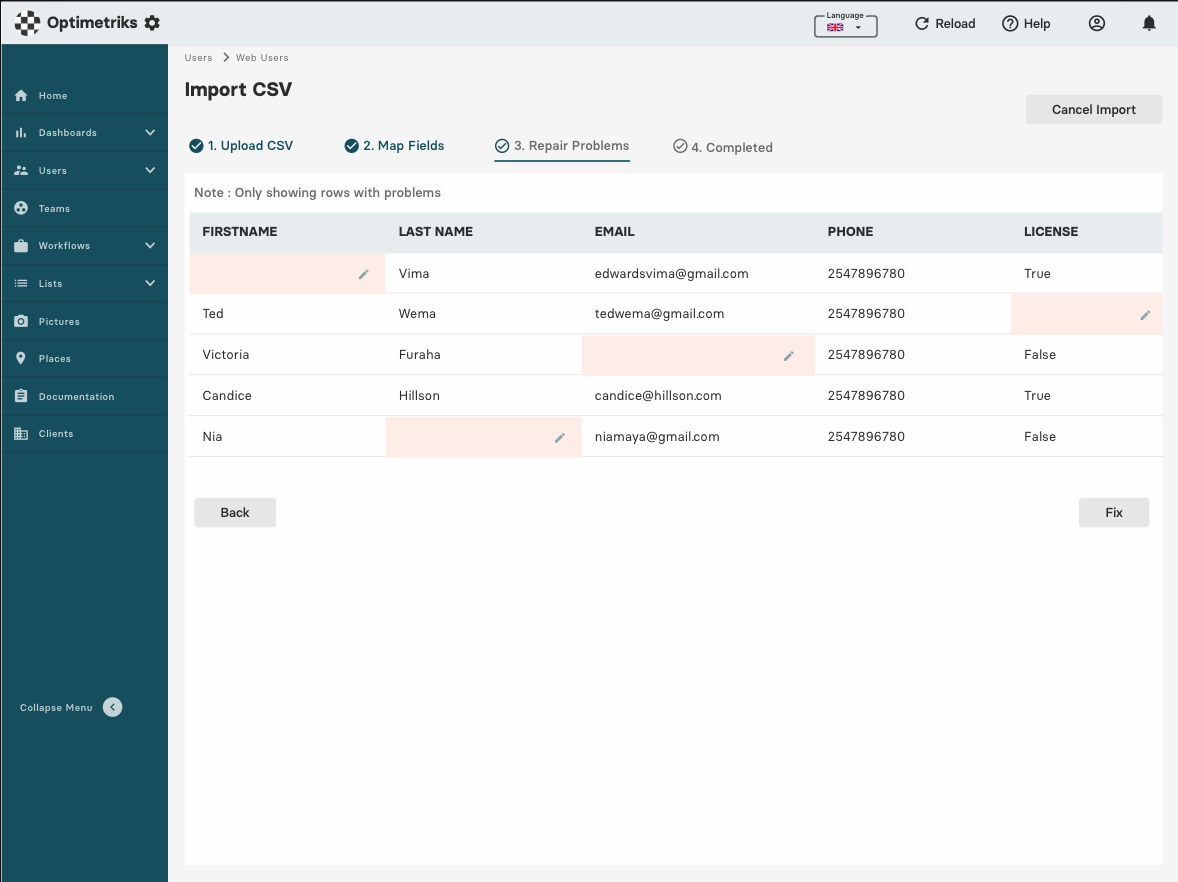 Optimetriks
Language
Reload
Help
Home
Dashboards
Users
Teams
Workflows
Lists
Pictures
Places
Documentation
Clients
Collapse Menu
Users > Web Users
Import CSV
Cancel Import
1. Upload CSV
2. Map Fields
3. Repair Problems
4. Completed
Note : Only showing rows with problems
FIRSTNAME LAST NAME EMAIL PHONE LICENSE
Vima edwardsvima@gmail.com 2547896780 True
Ted Wema tedwema@gmail.com 2547896780
Victoria Furaha 2547896780 False
Candice Hillson candice@hillson.com 2547896780 True
Nia niamaya@gmail.com 2547896780 False
Back
Fix